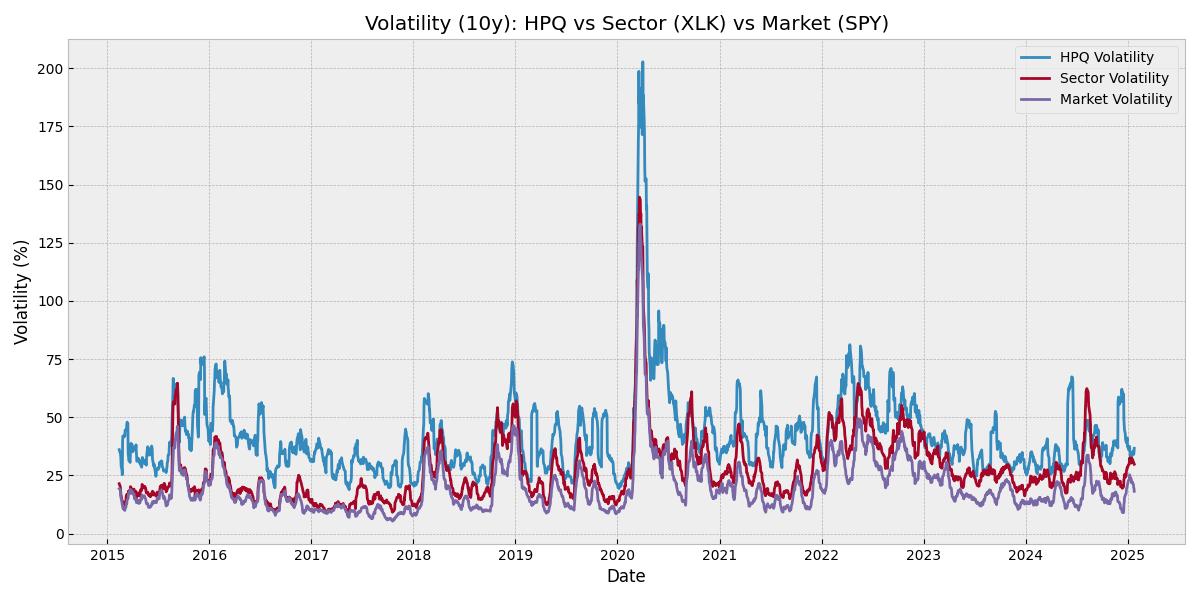 Volatility (10y): HPQ vs Sector (XLK) vs Market (SPY)
HPQ Volatility
Sector Volatility
Market Volatility
Volatility (%)
200
175
150
125
100
75
50
25
0
2015 2016 2017 2018 2019 2020 2021 2022 2023 2024 2025
Date